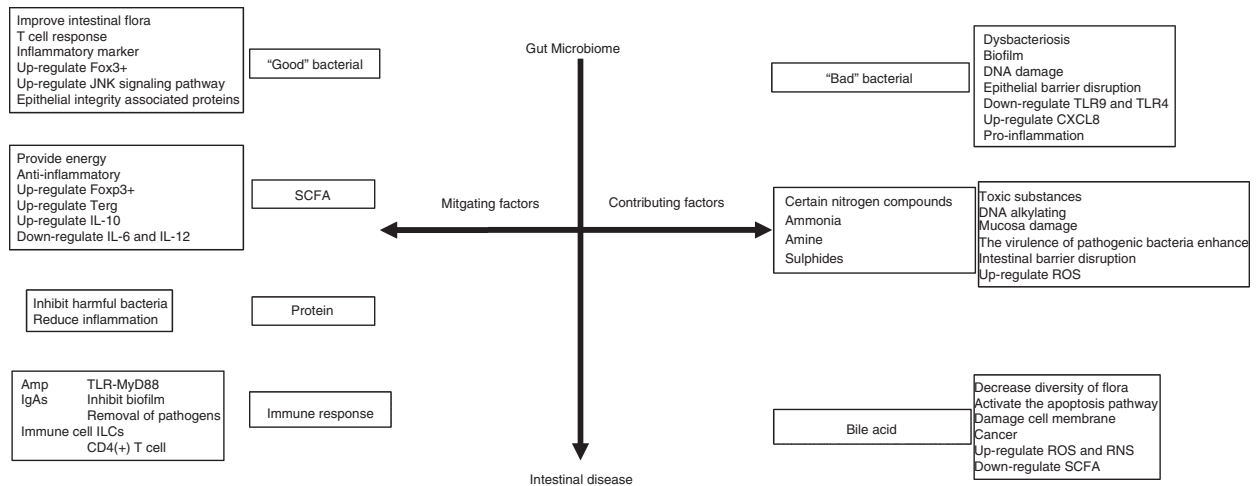 Improve intestinal flora
T cell response
Inflammatory marker
Up-regulate Fox3+
Up-regulate JNK signaling pathway
Epithelial integrity associated proteins
“Good” bacterial
Provide energy
Anti-inflammatory
Up-regulate Foxp3+
Up-regulate Terg
Up-regulate IL-10
Down-regulate IL-6 and IL-12
SCFA
Inhibit harmful bacteria
Reduce inflammation
Protein
Amp TLR-MyD88
IgAs Inhibit biofilm
Removal of pathogens
Immune cell ILCs
CD4(+) T cell
Immune response
Gut Microbiome
Mitgating factors
Contributing factors
Intestinal disease
“Bad” bacterial
Dysbacteriosis
Biofilm
DNA damage
Epithelial barrier disruption
Down-regulate TLR9 and TLR4
Up-regulate CXCL8
Pro-inflammation
Certain nitrogen compounds
Ammonia
Amine
Sulphides
Toxic substances
DNA alkylating
Mucosa damage
The virulence of pathogenic bacteria enhance
Intestinal barrier disruption
Up-regulate ROS
Bile acid
Decrease diversity of flora
Activate the apoptosis pathway
Damage cell membrane
Cancer
Up-regulate ROS and RNS
Down-regulate SCFA